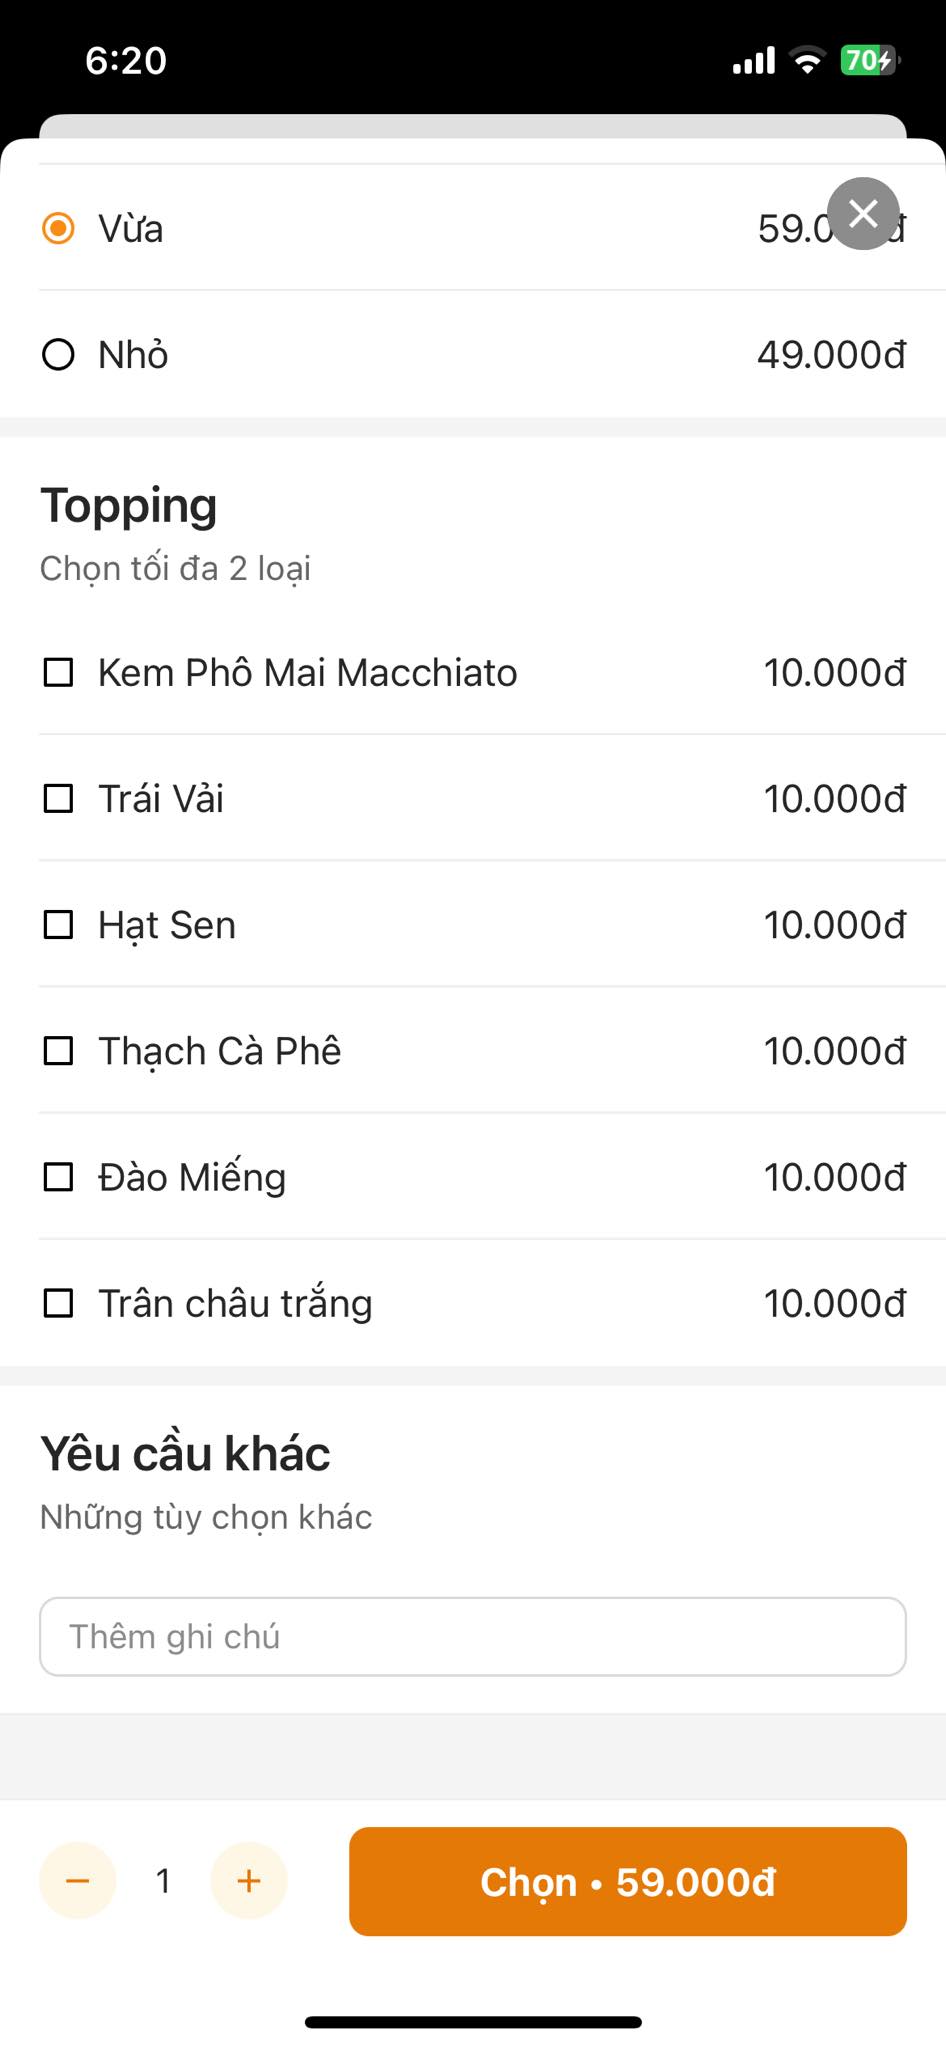 6:20
70
Vừa
59.0 đ
Nhỏ
49.000đ
Topping
Chọn tối đa 2 loại
Kem Phô Mai Macchiato
10.000đ
Trái Vải
10.000đ
Hạt Sen
10.000đ
Thạch Cà Phê
10.000đ
Đào Miếng
10.000đ
Trân châu trắng
10.000đ
Yêu cầu khác
Những tùy chọn khác
Thêm ghi chú
1
Chọn • 59.000đ